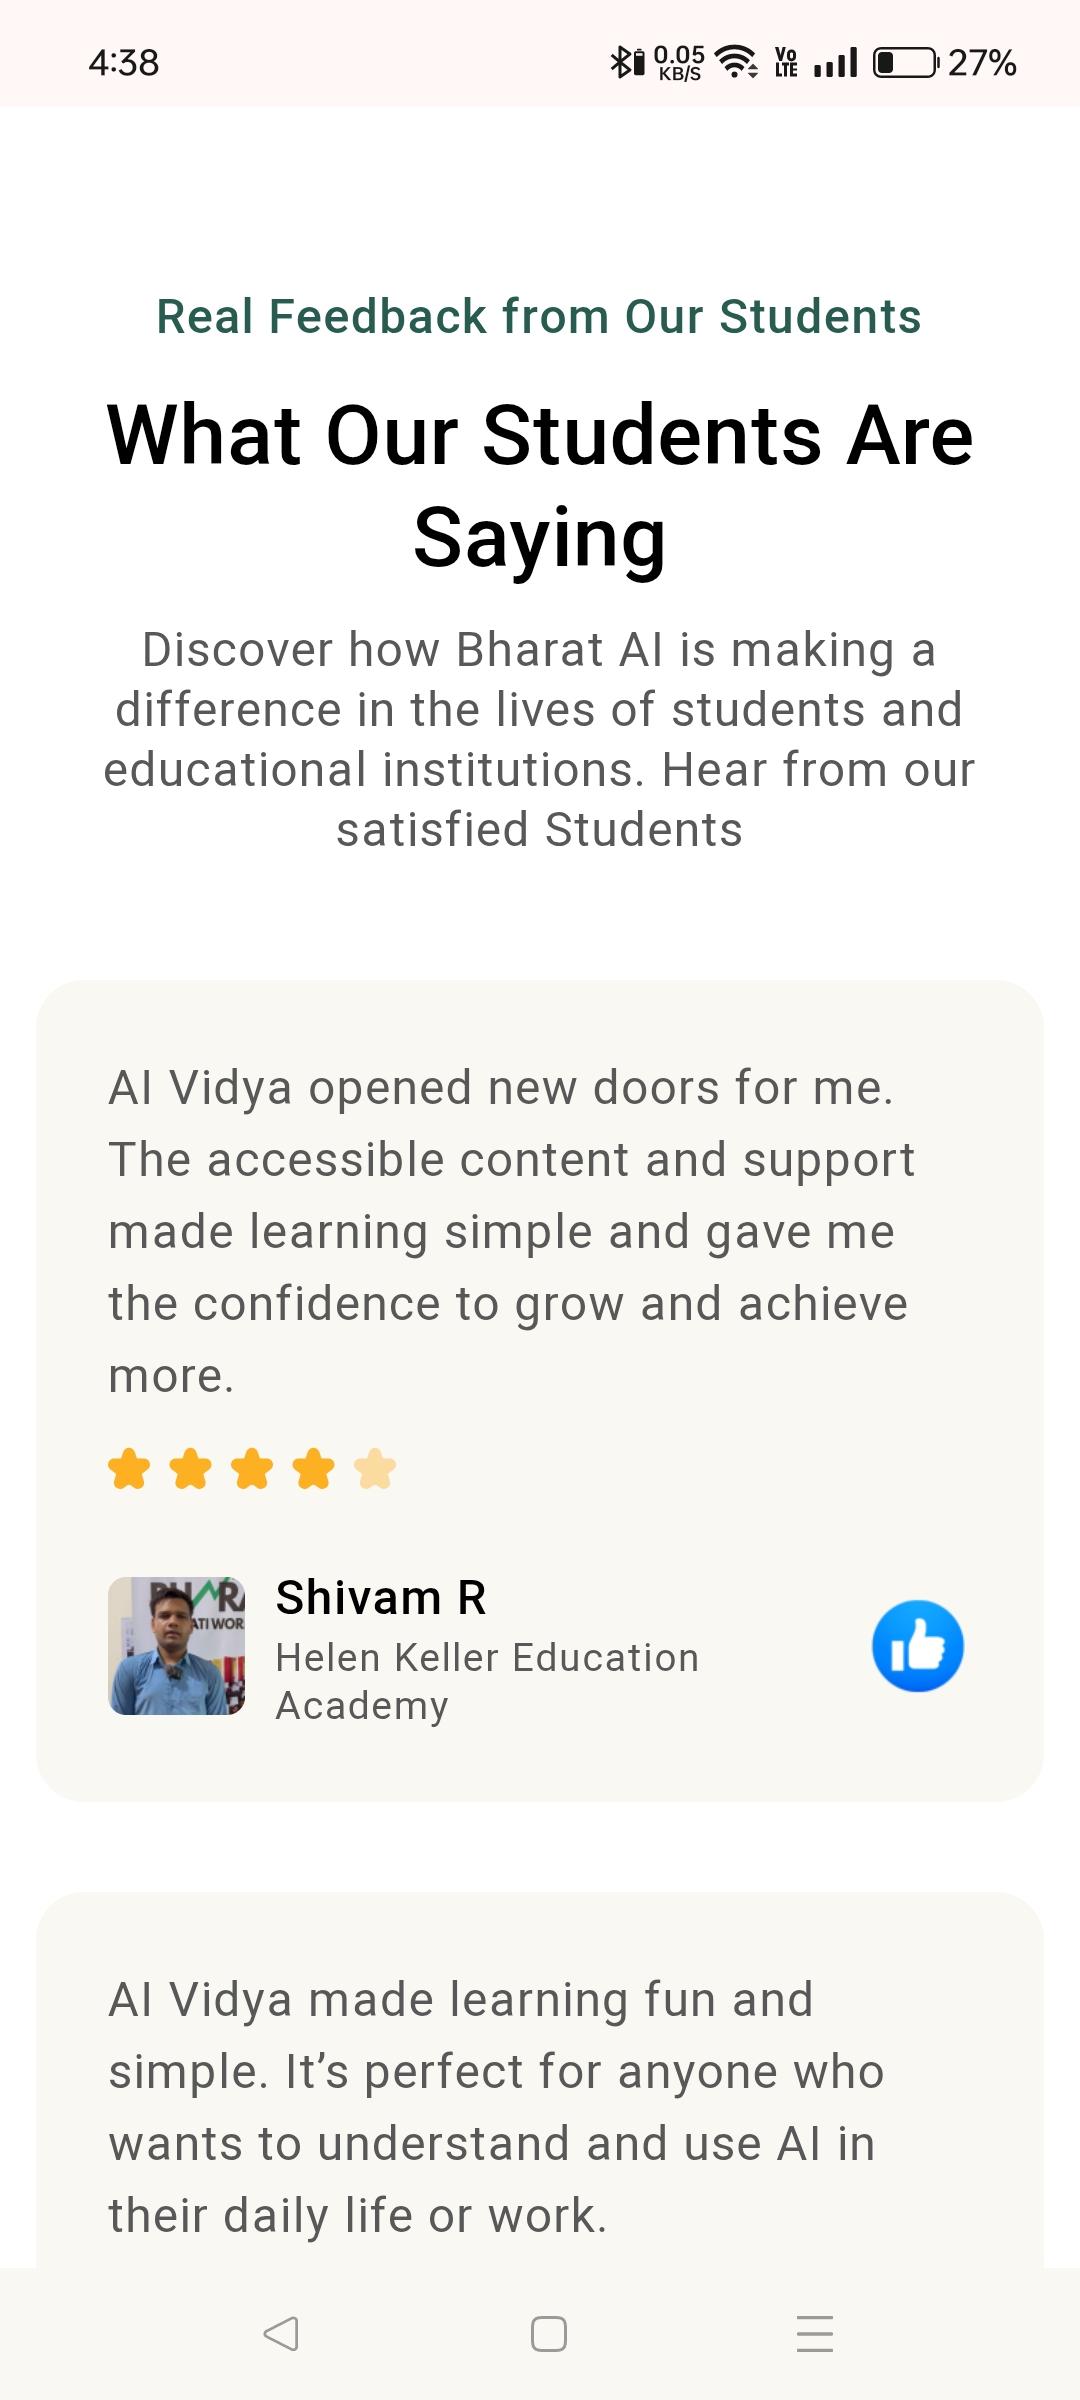 4:38
0.05
KB/S
Vo
LTE
27%
Real Feedback from Our Students
What Our Students Are
Saying
Discover how Bharat AI is making a
difference in the lives of students and
educational institutions. Hear from our
satisfied Students
AI Vidya opened new doors for me.
The accessible content and support
made learning simple and gave me
the confidence to grow and achieve
more.
Shivam R
Helen Keller Education
Academy
AI Vidya made learning fun and
simple. It’s perfect for anyone who
wants to understand and use AI in
their daily life or work.